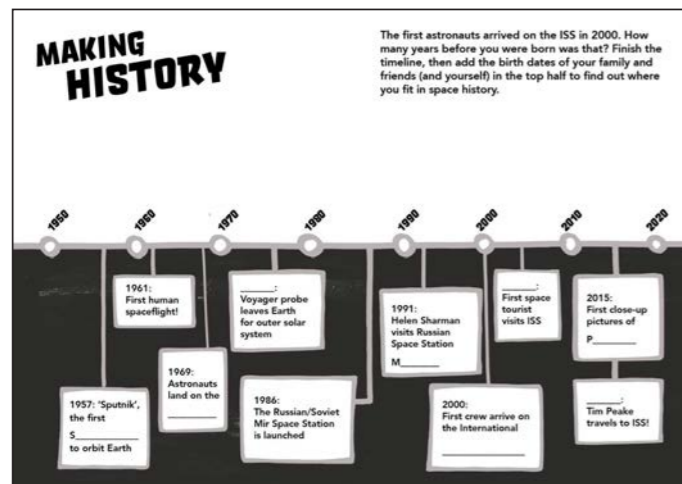 MAKING
HISTORY
The first astronauts arrived on the ISS in 2000. How
many years before you were born was that? Finish the
timeline, then add the birth dates of your family and
friends (and yourself) in the top half to find out where
you fit in space history.
1950
1960
1970
1980
1990
2000
2010
2020
1961:
First human
spaceflight!
______:
Voyager probe
leaves Earth
for outer solar
system
1991:
Helen Sharman
visits Russian
Space Station
M_______
______:
First space
tourist
visits ISS
2015:
First close-up
pictures of
P________
1957: 'Sputnik',
the first
S____________
to orbit Earth
1969:
Astronauts
land on the
_________
1986:
The Russian/Soviet
Mir Space Station
is launched
2000:
First crew arrive on
the International
_______________
______:
Tim Peake
travels to ISS!